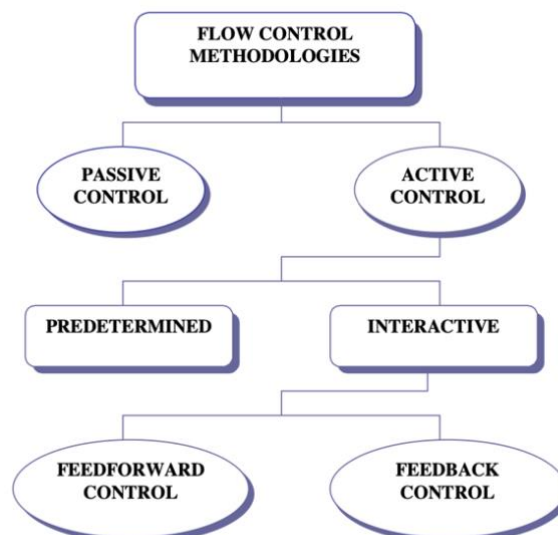 FLOW CONTROL
METHODOLOGIES
PASSIVE
CONTROL
ACTIVE
CONTROL
PREDETERMINED
INTERACTIVE
FEEDFORWARD
CONTROL
FEEDBACK
CONTROL